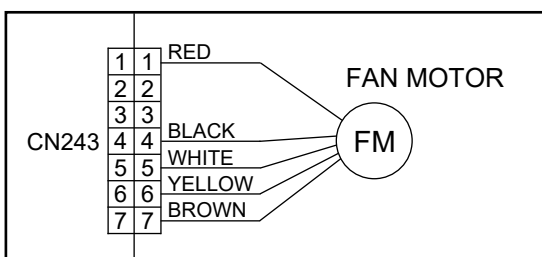 1 1 RED
2 2
3 3
4 4 BLACK
5 5 WHITE
6 6 YELLOW
7 7 BROWN
CN243
FAN MOTOR
FM